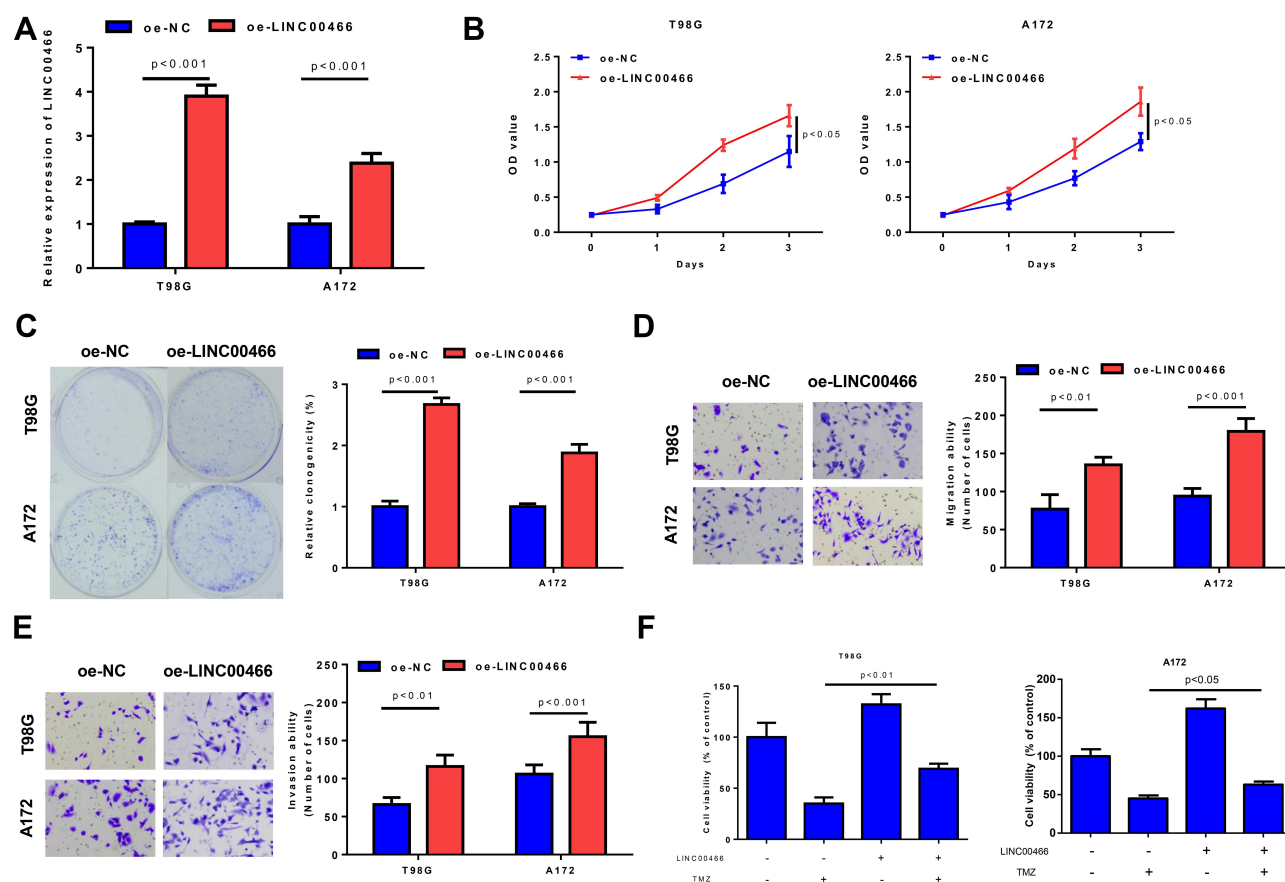 A
oe-NC oe-LINC00466
Relative expression of LINC00466
5
4
3
2
1
0
p<0.001
p<0.001
T98G A172
B
T98G
oe-NC
oe-LINC00466
OD value
2.5
2.0
1.5
1.0
0.5
0.0
p<0.05
0 1 2 3
Days
A172
oe-NC
oe-LINC00466
OD value
2.5
2.0
1.5
1.0
0.5
0.0
p<0.05
0 1 2 3
Days
C
oe-NC oe-LINC00466
T98G
A172
oe-NC oe-LINC00466
Relative clonogenicity (%)
3
2
1
0
p<0.001 p<0.001
T98G A172
D
oe-NC oe-LINC00466
T98G
A172
oe-NC oe-LINC00466
Migration ability
(Number of cells)
250
200
150
100
50
0
p<0.01 p<0.001
T98G A172
E
oe-NC oe-LINC00466
T98G
A172
oe-NC oe-LINC00466
Invasion ability
(Number of cells)
250
200
150
100
50
0
p<0.01 p<0.001
T98G A172
F
T98G
Cell viability (% of control)
150
100
50
0
p<0.01
LINC00466 - - + +
TMZ - + - +
A172
Cell viability (% of control)
200
150
100
50
0
p<0.05
LINC00466 - - + +
TMZ - + - +